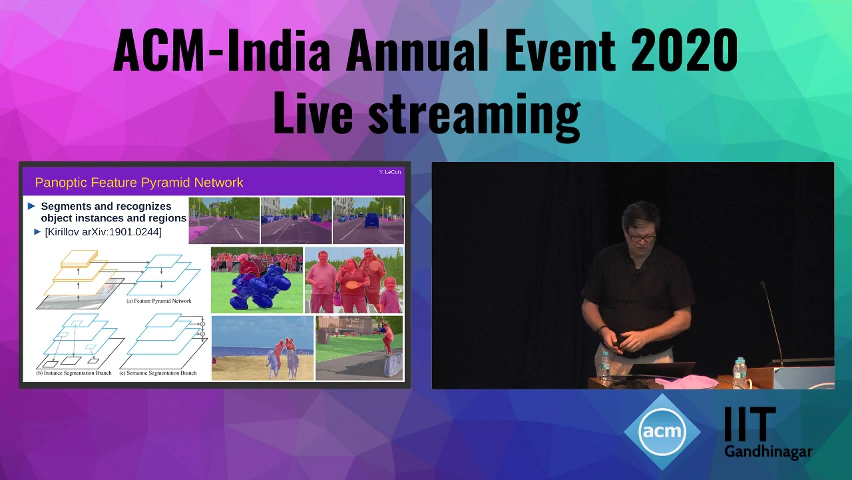 ACM-India Annual Event 2020
Live streaming
Y. LeCun
Panoptic Feature Pyramid Network
Segments and recognizes
object instances and regions
[Kirillov arXiv:1901.0244]
(a) Feature Pyramid Network
(b) Instance Segmentation Branch
(c) Semantic Segmentation Branch
acm
IIT
Gandhinagar